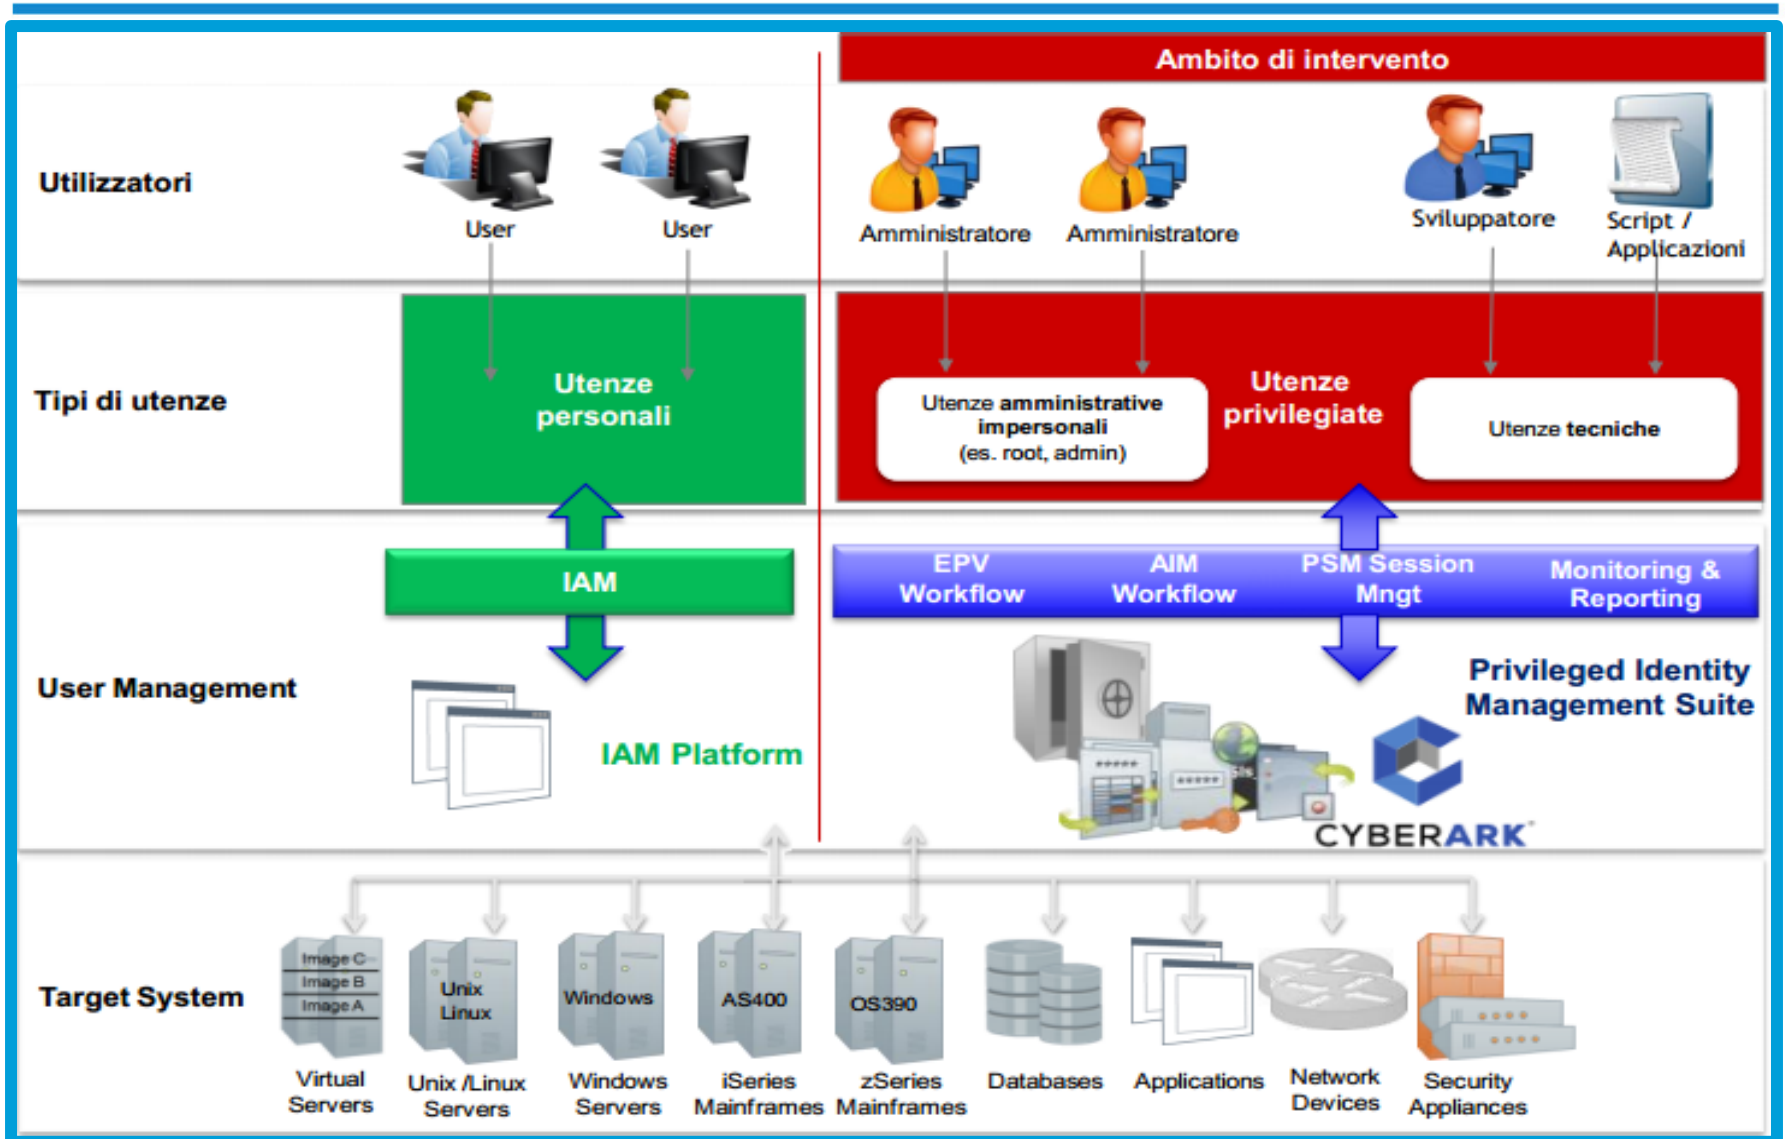 Ambito di intervento
Utilizzatori
User
User
Amministratore
Amministratore
Sviluppatore
Script /
Applicazioni
Tipi di utenze
Utenze
personali
Utenze amministrative
impersonali
(es. root, admin)
Utenze
privilegiate
Utenze tecniche
IAM
EPV
Workflow
AIM
Workflow
PSM Session
Mngt
Monitoring &
Reporting
User Management
IAM Platform
Privileged Identity
Management Suite
CYBERARK
Target System
Image C
Image B
Image A
Unix
Linux
Windows
AS400
OS390
Virtual
Servers
Unix /Linux
Servers
Windows
Servers
iSeries
Mainframes
zSeries
Mainframes
Databases
Applications
Network
Devices
Security
Appliances